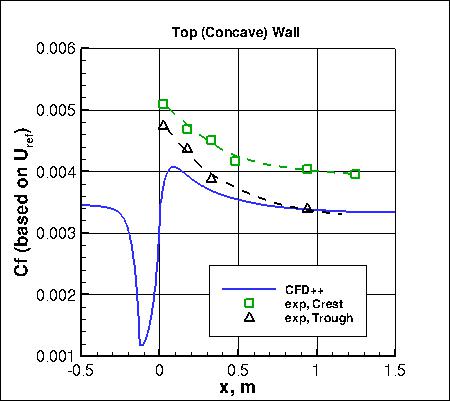 Top (Concave) Wall
Cf (based on Uref)
0.006
0.005
0.004
0.003
0.002
0.001
CFD++
exp, Crest
exp, Trough
-0.5
0
0.5
1
1.5
x, m